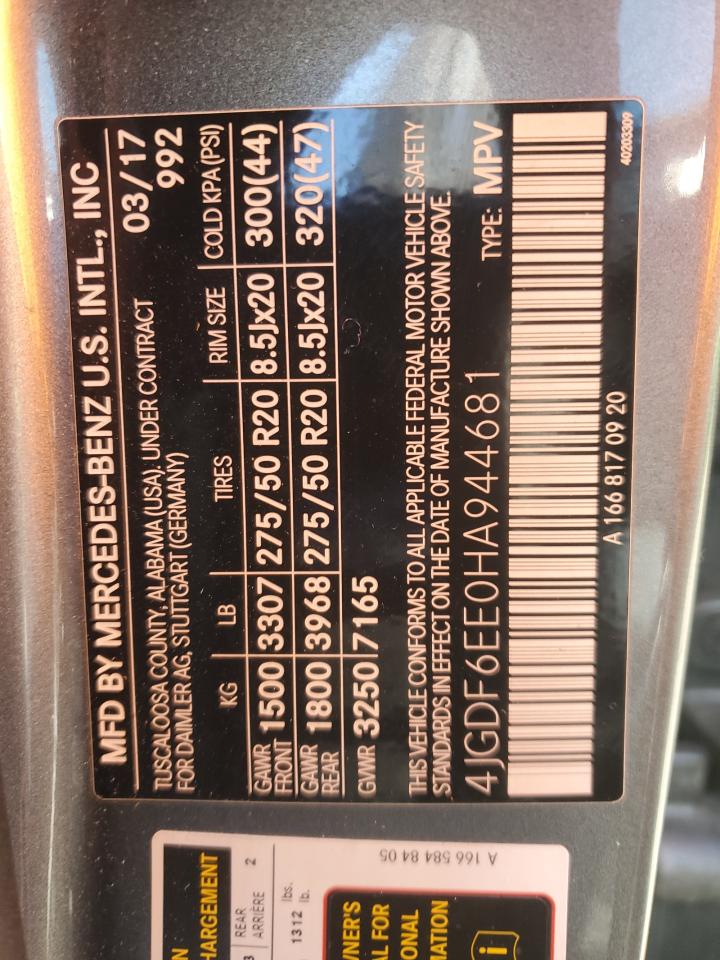 MFD BY MERCEDES-BENZ U.S. INTL., INC
TUSCALOOSA COUNTY, ALABAMA (USA), UNDER CONTRACT 03/17
FOR DAIMLER AG, STUTTGART (GERMANY) 992
KG LB TIRES RIM SIZE COLD KPA (PSI)
GAWR FRONT 1500 3307 275/50 R20 8.5Jx20 300(44)
GAWR REAR 1800 3968 275/50 R20 8.5Jx20 320(47)
GVWR 3250 7165
THIS VEHICLE CONFORMS TO ALL APPLICABLE FEDERAL MOTOR VEHICLE SAFETY
STANDARDS IN EFFECT ON THE DATE OF MANUFACTURE SHOWN ABOVE.
4JGDF6EE0HA944681 TYPE: MPV
A 166 817 09 20
40203309
HARGEMENT
REAR 2
ARRIÈRE
1312 lbs.
lb.
A 166 584 84 05
WNER'S
AL FOR
ONAL
MATION